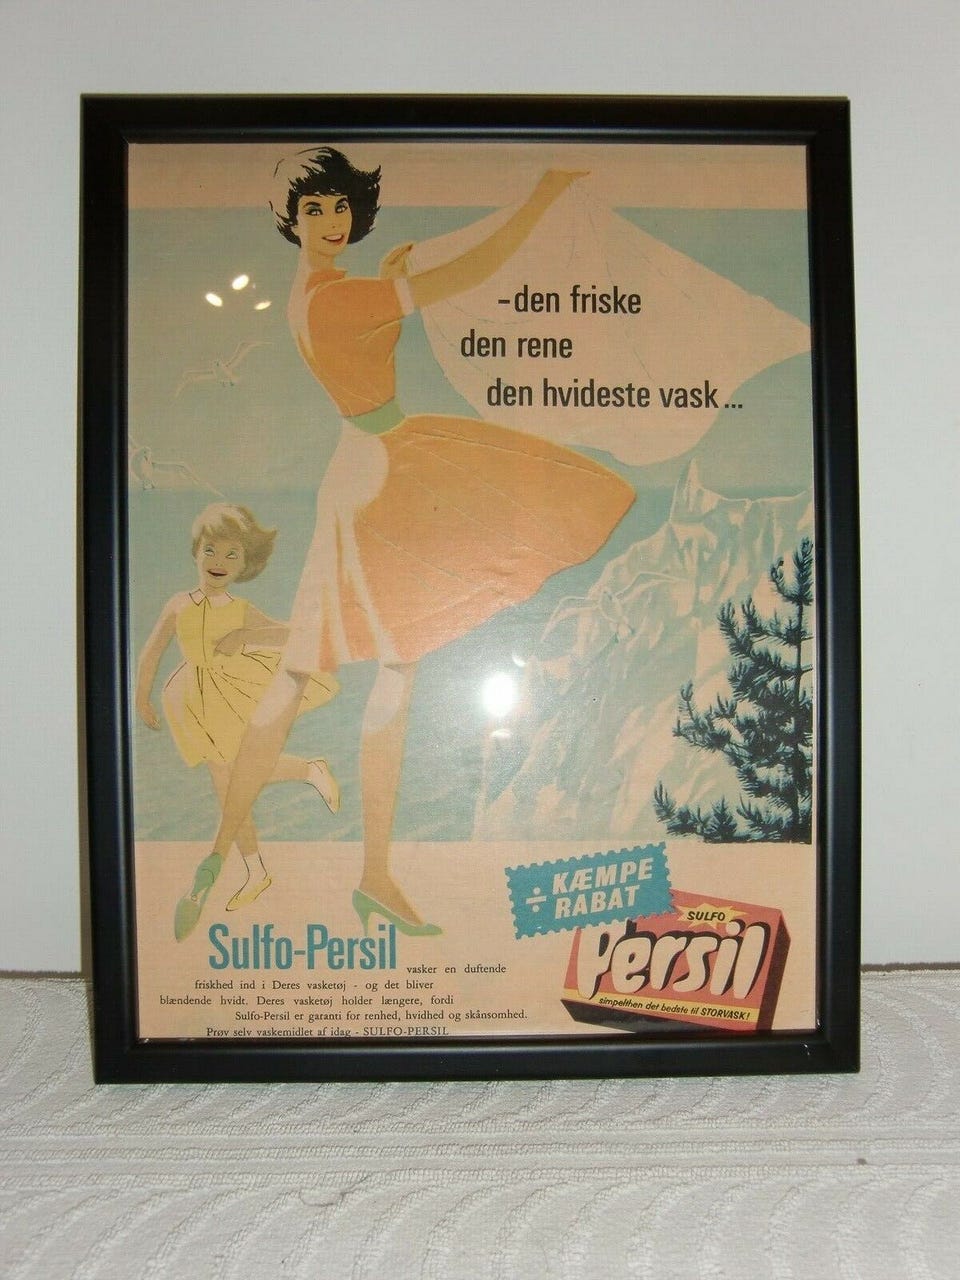 -den friske
den rene
den hvideste vask...
÷ KÆMPE
RABAT
SULFO
Persil
simpelthen det bedste til STORVASK!
Sulfo-Persil vasker en duftende
friskhed ind i Deres vasketøj - og det bliver
blændende hvidt. Deres vasketøj holder længere, fordi
Sulfo-Persil er garanti for renhed, hvidhed og skånsomhed.
Prøv selv vaskemidlet af idag - SULFO-PERSIL